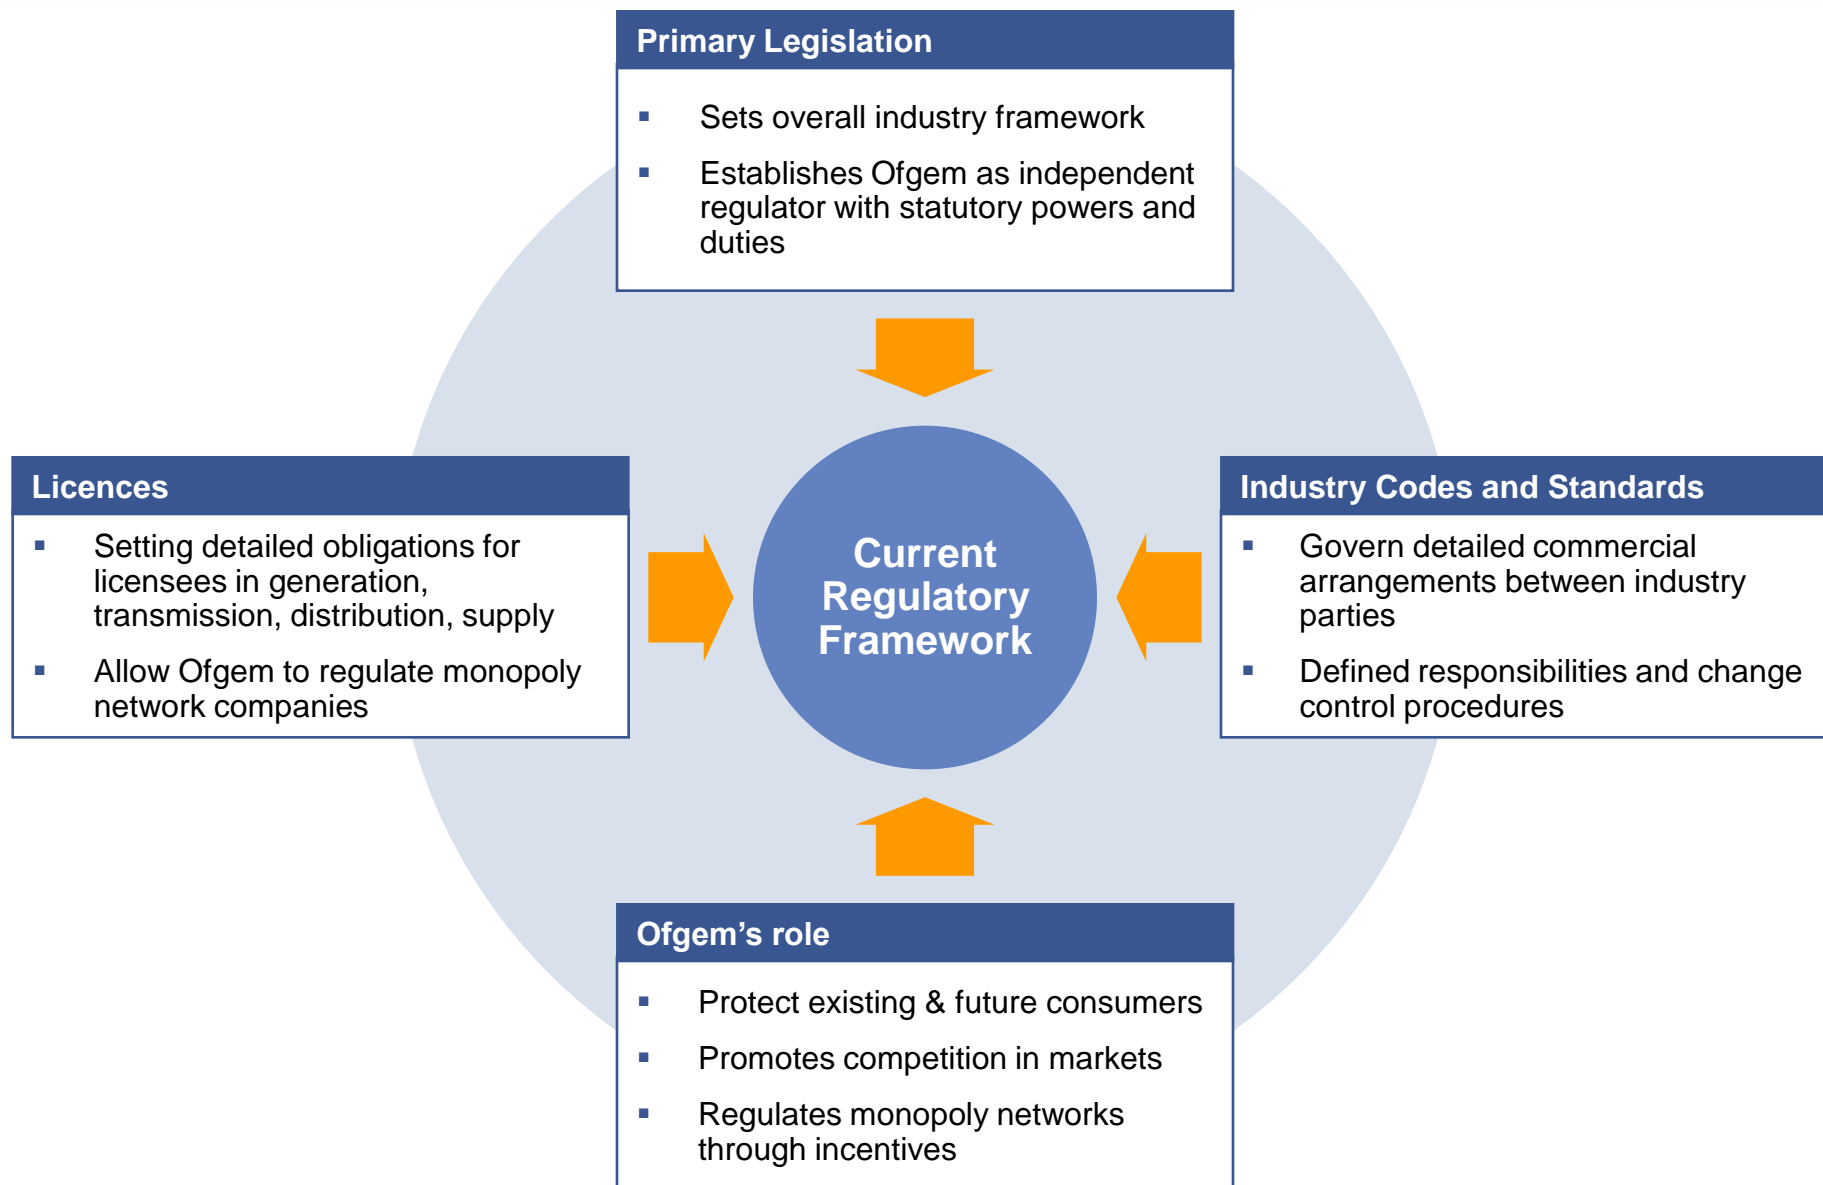 Primary Legislation
▪ Sets overall industry framework
▪ Establishes Ofgem as independent
regulator with statutory powers and
duties
Licences
▪ Setting detailed obligations for
licensees in generation,
transmission, distribution, supply
▪ Allow Ofgem to regulate monopoly
network companies
Current
Regulatory
Framework
Industry Codes and Standards
▪ Govern detailed commercial
arrangements between industry
parties
▪ Defined responsibilities and change
control procedures
Ofgem’s role
▪ Protect existing & future consumers
▪ Promotes competition in markets
▪ Regulates monopoly networks
through incentives